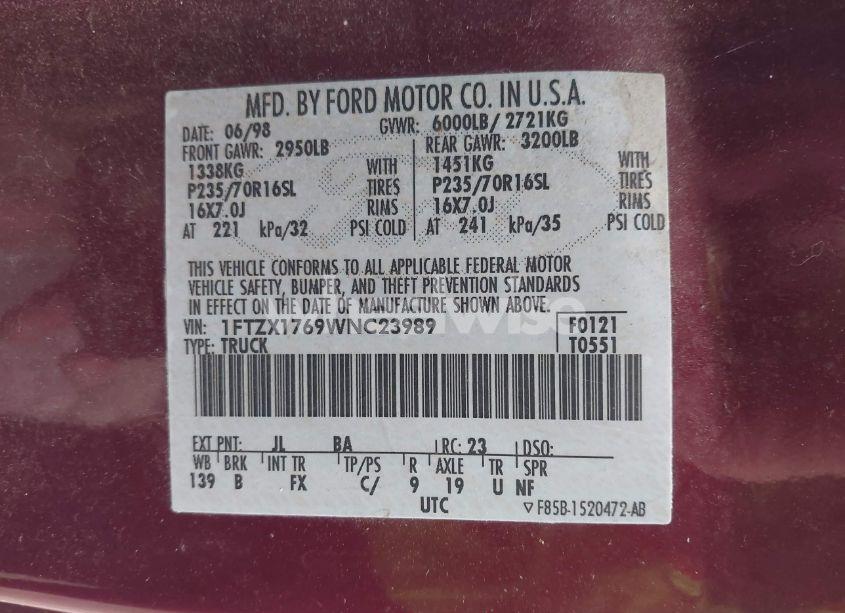 MFD. BY FORD MOTOR CO. IN U.S.A.
DATE: 06/98 GVWR: 6000LB/ 2721KG
FRONT GAWR: 2950LB REAR GAWR: 3200LB
1338KG WITH 1451KG WITH
P235/70R16SL TIRES P235/70R16SL TIRES
16X7.0J RIMS 16X7.0J RIMS
AT 221 kPa/32 PSI COLD AT 241 kPa/35 PSI COLD
THIS VEHICLE CONFORMS TO ALL APPLICABLE FEDERAL MOTOR
VEHICLE SAFETY, BUMPER, AND THEFT PREVENTION STANDARDS
IN EFFECT ON THE DATE OF MANUFACTURE SHOWN ABOVE.
VIN: 1FTZX1769WNC23989 F0121
TYPE: TRUCK T0551
EXT PNT: JL BA RC: 23 DSO:
WB BRK INT TR TP/PS R AXLE TR SPR
139 B FX C/ 9 19 U NF
UTC ▽F85B-1520472-AB